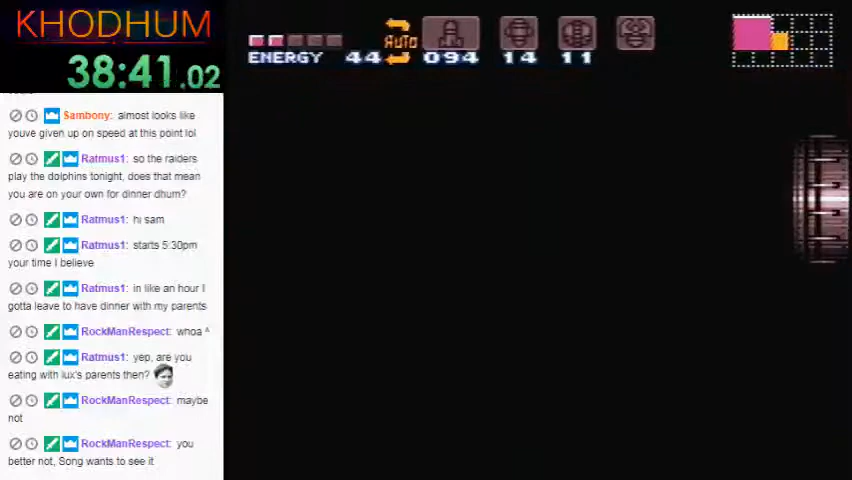 KHODHUM
38:41.02
Sambony: almost looks like
youve given up on speed at this point lol
Ratmus1: so the raiders
play the dolphins tonight, does that mean
you are on your own for dinner dhum?
Ratmus1: hi sam
Ratmus1: starts 5:30pm
your time I believe
Ratmus1: in like an hour I
gotta leave to have dinner with my parents
RockManRespect: whoa ^
Ratmus1: yep, are you
eating with lux's parents then?
RockManRespect: maybe
not
RockManRespect: you
better not, Song wants to see it
AUTO
ENERGY 44 094 14 11